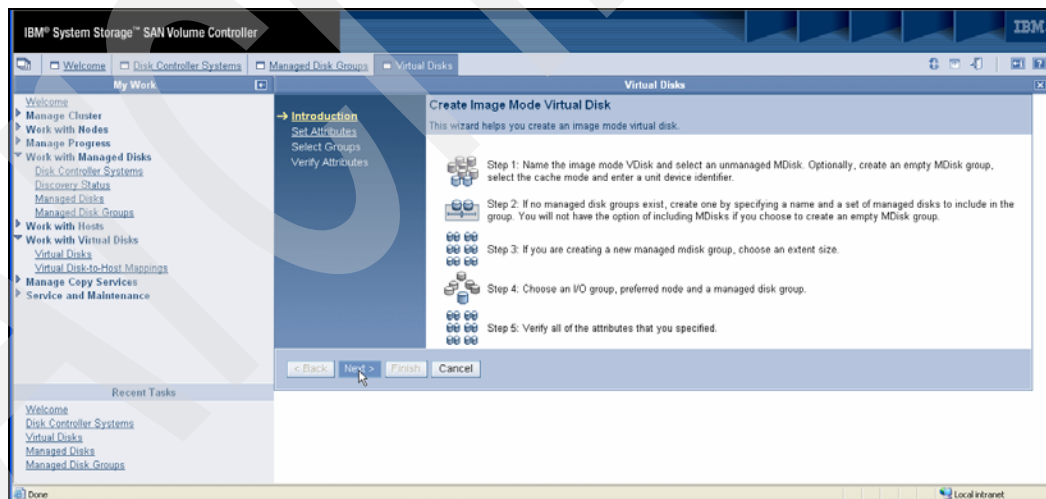 IBM® System Storage™ SAN Volume Controller
IBM
Welcome
Disk Controller Systems
Managed Disk Groups
Virtual Disks
My Work
Virtual Disks
Welcome
Manage Cluster
Work with Nodes
Manage Progress
Work with Managed Disks
Disk Controller Systems
Discovery Status
Managed Disks
Managed Disk Groups
Work with Hosts
Work with Virtual Disks
Virtual Disks
Virtual Disk-to-Host Mappings
Manage Copy Services
Service and Maintenance
Recent Tasks
Welcome
Disk Controller Systems
Virtual Disks
Managed Disks
Managed Disk Groups
Introduction
Set Attributes
Select Groups
Verify Attributes
Create Image Mode Virtual Disk
This wizard helps you create an image mode virtual disk.
Step 1: Name the image mode VDisk and select an unmanaged MDisk. Optionally, create an empty MDisk group,
select the cache mode and enter a unit device identifier.
Step 2: If no managed disk groups exist, create one by specifying a name and a set of managed disks to include in the
group. You will not have the option of including MDisks if you choose to create an empty MDisk group.
Step 3: If you are creating a new managed mdisk group, choose an extent size.
Step 4: Choose an I/O group, preferred node and a managed disk group.
Step 5: Verify all of the attributes that you specified.
< Back
Next >
Finish
Cancel
Done
Local intranet